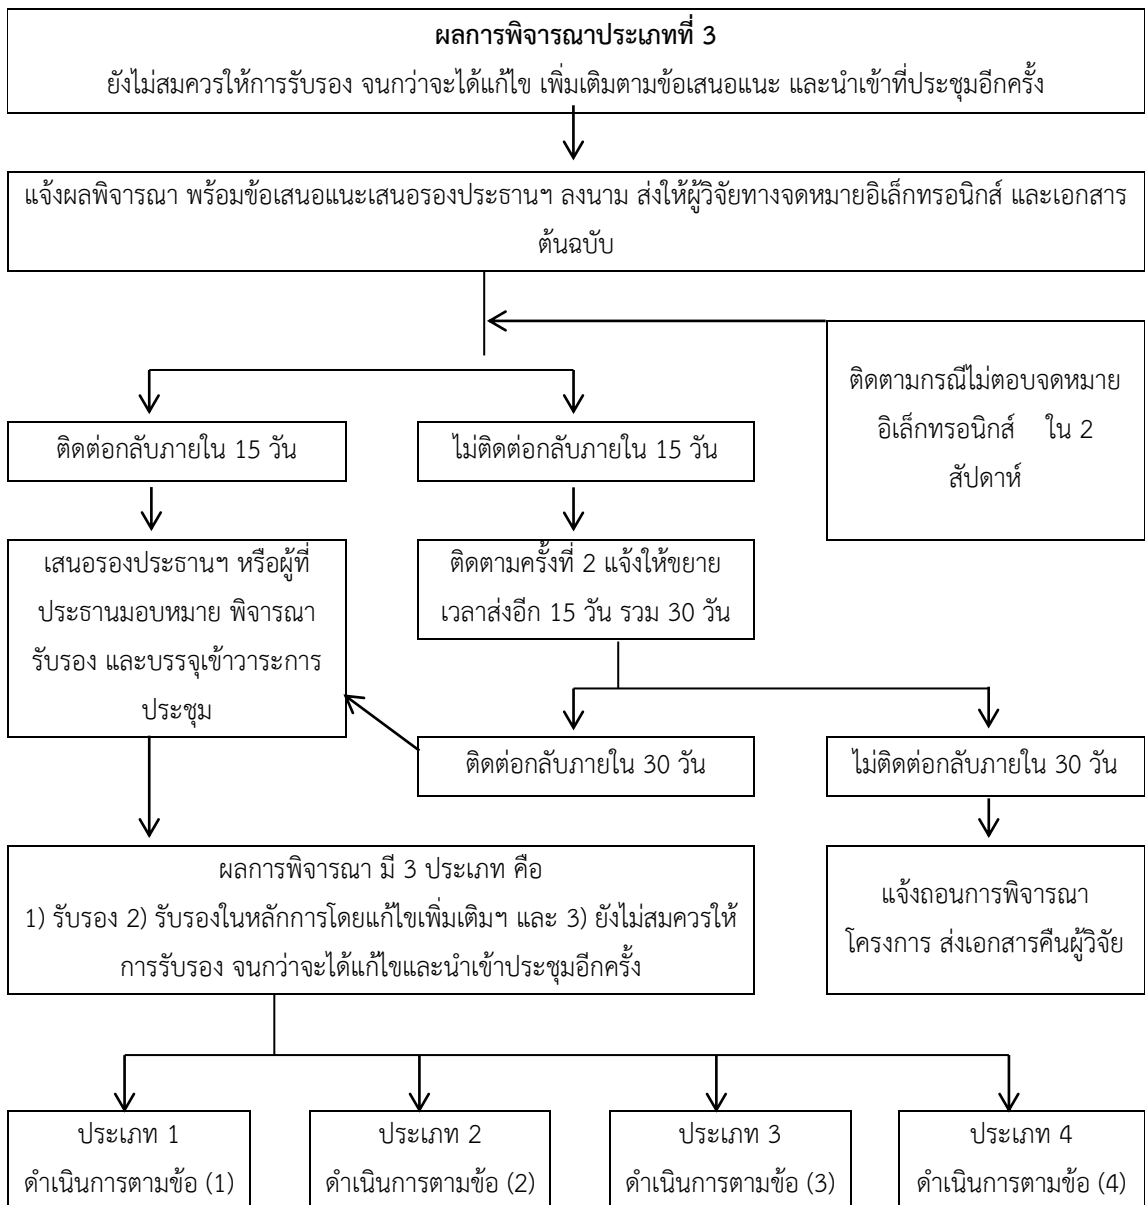 ผลการพิจารณาประเภทที่ 3
ยังไม่สมควรให้การรับรอง จนกว่าจะได้แก้ไข เพิ่มเติมตามข้อเสนอแนะ และนำเข้าที่ประชุมอีกครั้ง
แจ้งผลพิจารณา พร้อมข้อเสนอแนะเสนอรองประธานฯ ลงนาม ส่งให้ผู้วิจัยทางจดหมายอิเล็กทรอนิกส์ และเอกสาร
ต้นฉบับ
ติดตามกรณีไม่ตอบจดหมาย
อิเล็กทรอนิกส์ ใน 2
สัปดาห์
ติดต่อกลับภายใน 15 วัน
ไม่ติดต่อกลับภายใน 15 วัน
เสนอรองประธานฯ หรือผู้ที่
ประธานมอบหมาย พิจารณา
รับรอง และบรรจุเข้าวาระการ
ประชุม
ติดตามครั้งที่ 2 แจ้งให้ขยาย
เวลาส่งอีก 15 วัน รวม 30 วัน
ติดต่อกลับภายใน 30 วัน
ไม่ติดต่อกลับภายใน 30 วัน
ผลการพิจารณา มี 3 ประเภท คือ
1) รับรอง 2) รับรองในหลักการโดยแก้ไขเพิ่มเติมฯ และ 3) ยังไม่สมควรให้
การรับรอง จนกว่าจะได้แก้ไขและนำเข้าประชุมอีกครั้ง
แจ้งถอนการพิจารณา
โครงการ ส่งเอกสารคืนผู้วิจัย
ประเภท 1
ดำเนินการตามข้อ (1)
ประเภท 2
ดำเนินการตามข้อ (2)
ประเภท 3
ดำเนินการตามข้อ (3)
ประเภท 4
ดำเนินการตามข้อ (4)